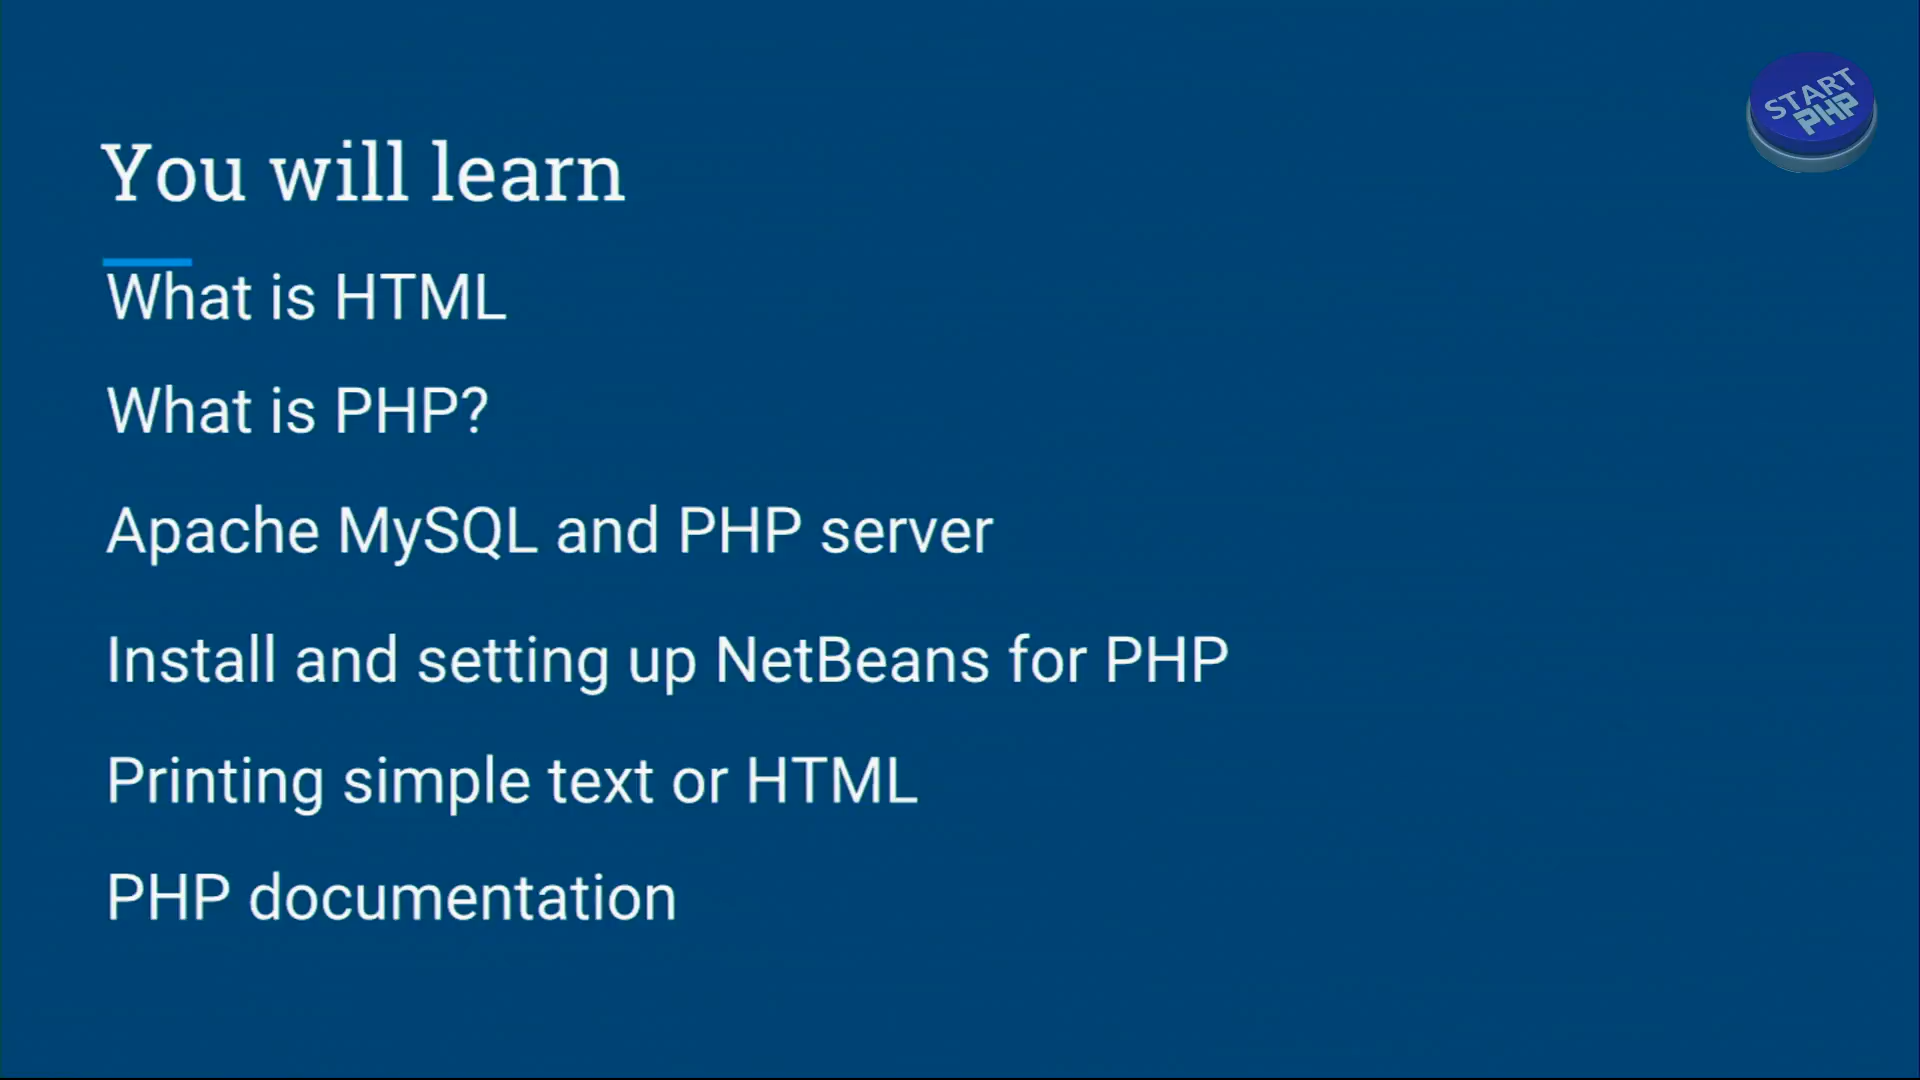 START
PHP
You will learn
What is HTML
What is PHP?
Apache MySQL and PHP server
Install and setting up NetBeans for PHP
Printing simple text or HTML
PHP documentation